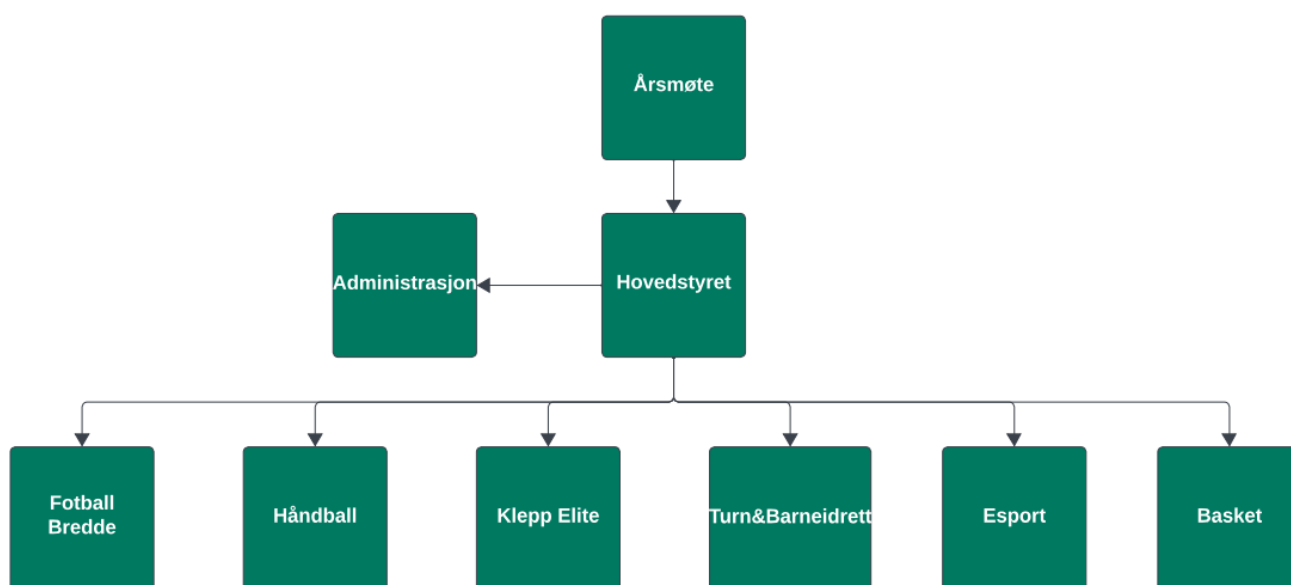 Årsmøte
Administrasjon
Hovedstyret
Fotball
Bredde
Håndball
Klepp Elite
Turn&Barneidrett
Esport
Basket